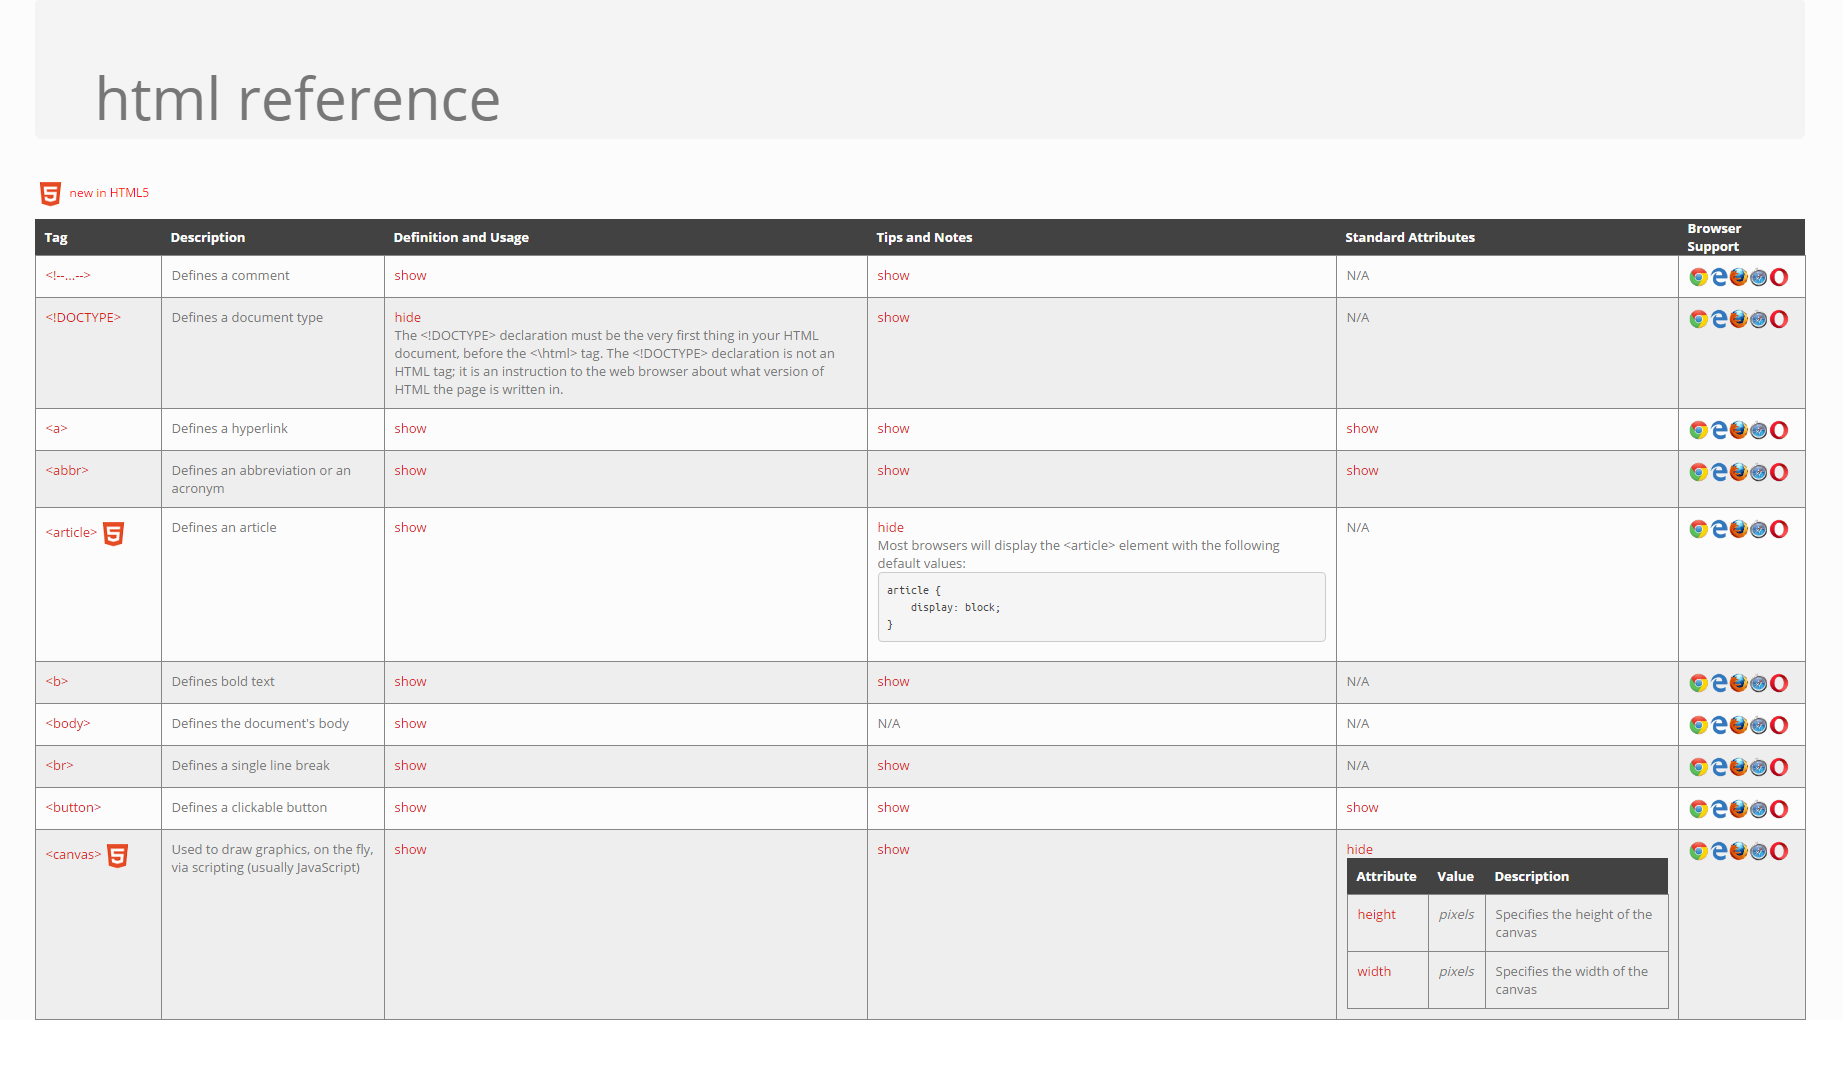 html reference
new in HTML5
Tag Description Definition and Usage Tips and Notes Standard Attributes Browser Support
<!--...--> Defines a comment show show N/A
<!DOCTYPE> Defines a document type hide show N/A
The <!DOCTYPE> declaration must be the very first thing in your HTML
document, before the <\html> tag. The <!DOCTYPE> declaration is not an
HTML tag; it is an instruction to the web browser about what version of
HTML the page is written in.
<a> Defines a hyperlink show show show
<abbr> Defines an abbreviation or an show show show
acronym
<article> Defines an article show hide N/A
Most browsers will display the <article> element with the following
default values:
article {
    display: block;
}
<b> Defines bold text show show N/A
<body> Defines the document's body show N/A N/A
<br> Defines a single line break show show N/A
<button> Defines a clickable button show show show
<canvas> Used to draw graphics, on the fly, show show hide
via scripting (usually JavaScript)
Attribute Value Description
height pixels Specifies the height of the
canvas
width pixels Specifies the width of the
canvas